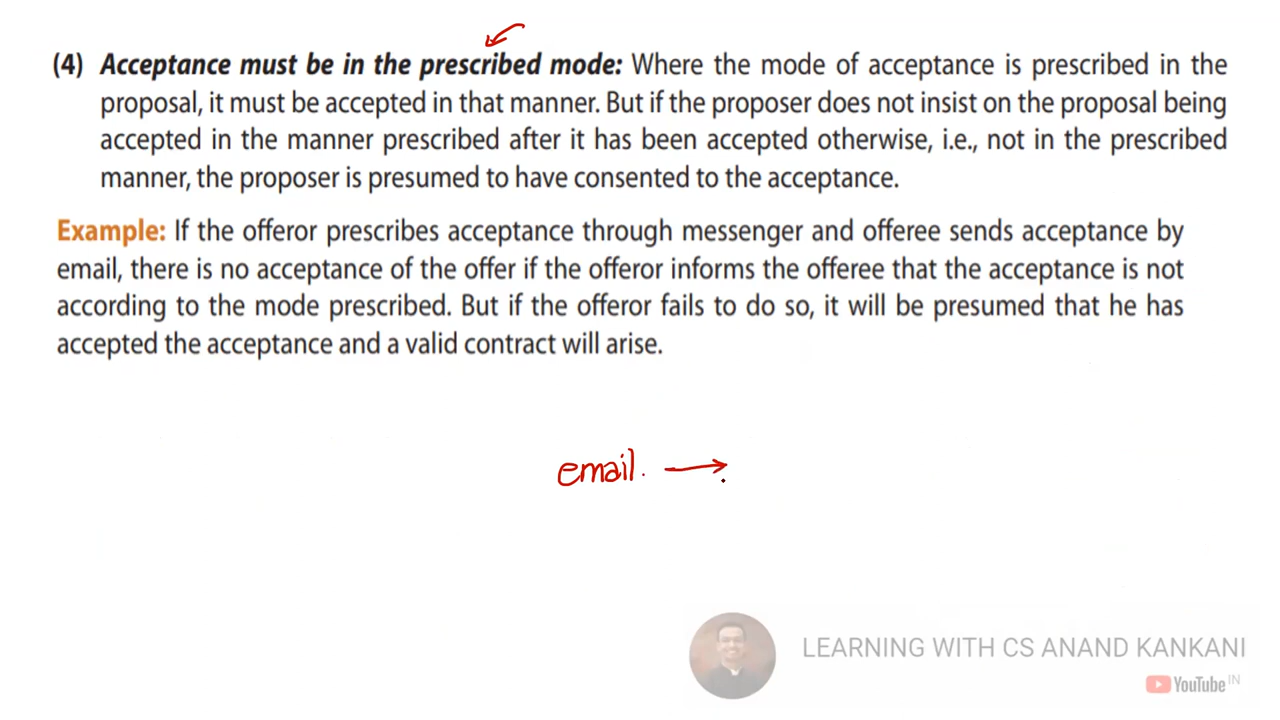 (4) Acceptance must be in the prescribed mode: Where the mode of acceptance is prescribed in the
proposal, it must be accepted in that manner. But if the proposer does not insist on the proposal being
accepted in the manner prescribed after it has been accepted otherwise, i.e., not in the prescribed
manner, the proposer is presumed to have consented to the acceptance.
Example: If the offeror prescribes acceptance through messenger and offeree sends acceptance by
email, there is no acceptance of the offer if the offeror informs the offeree that the acceptance is not
according to the mode prescribed. But if the offeror fails to do so, it will be presumed that he has
accepted the acceptance and a valid contract will arise.
email. →
LEARNING WITH CS ANAND KANKANI
YouTube IN